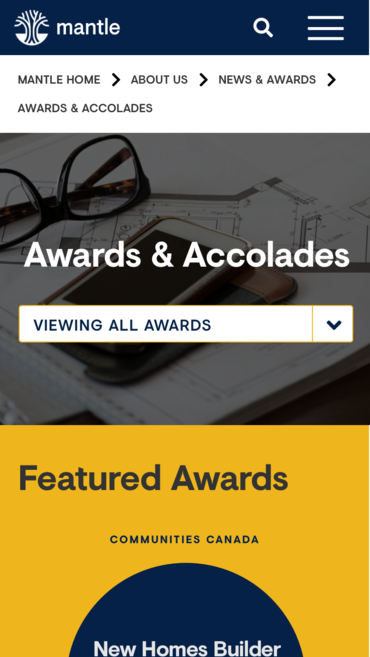 mantle
MANTLE HOME > ABOUT US > NEWS & AWARDS >
AWARDS & ACCOLADES
Awards & Accolades
VIEWING ALL AWARDS
Featured Awards
COMMUNITIES CANADA
New Homes Builder